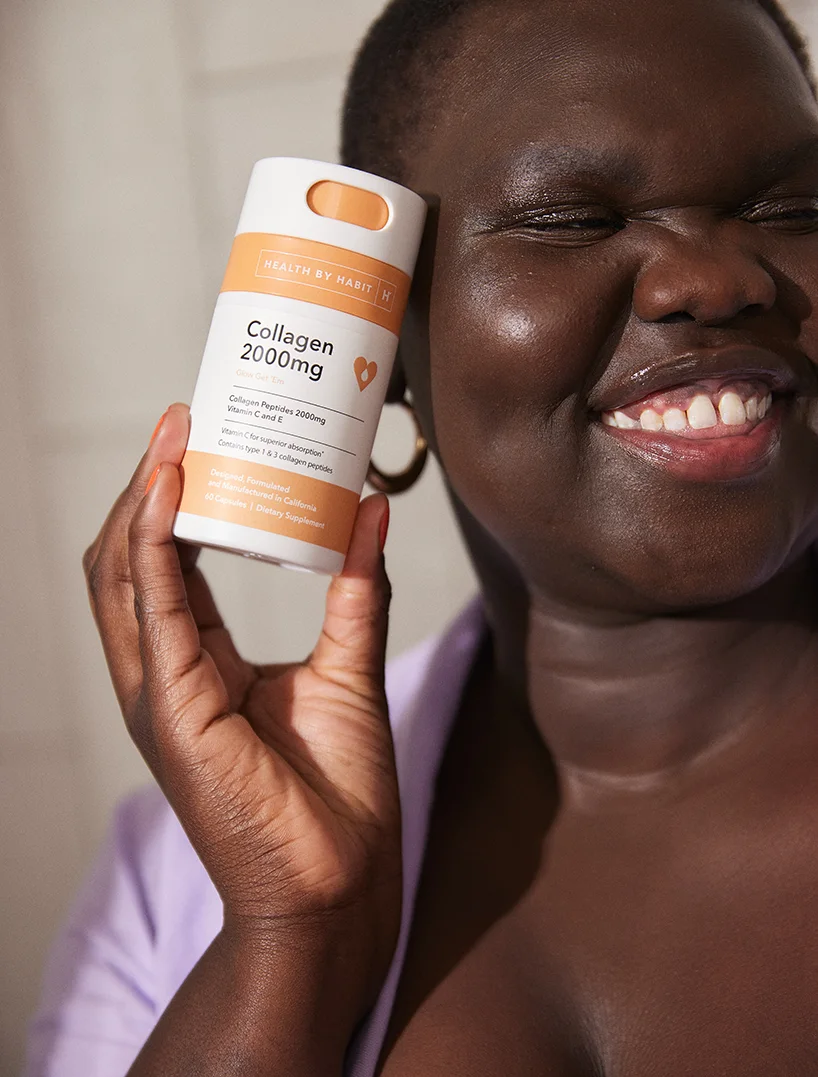 HEALTH BY HABIT H
Collagen
2000mg
Glow Get 'Em
Collagen Peptides 2000mg
Vitamin C and E
Vitamin C for superior absorption*
Contains type 1 & 3 collagen peptides
Designed, Formulated
and Manufactured in California
60 Capsules | Dietary Supplement